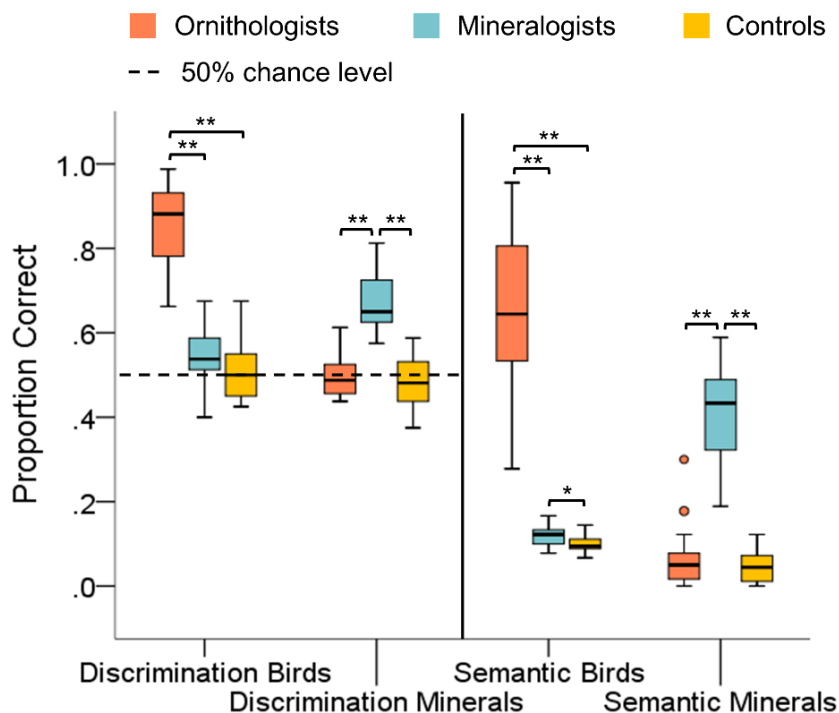 Ornithologists Mineralogists Controls
50% chance level
** ** ** ** ** **
* ** **
1.0
.8
.6
.4
.2
.0
Proportion Correct
Discrimination Birds Semantic Birds
Discrimination Minerals Semantic Minerals